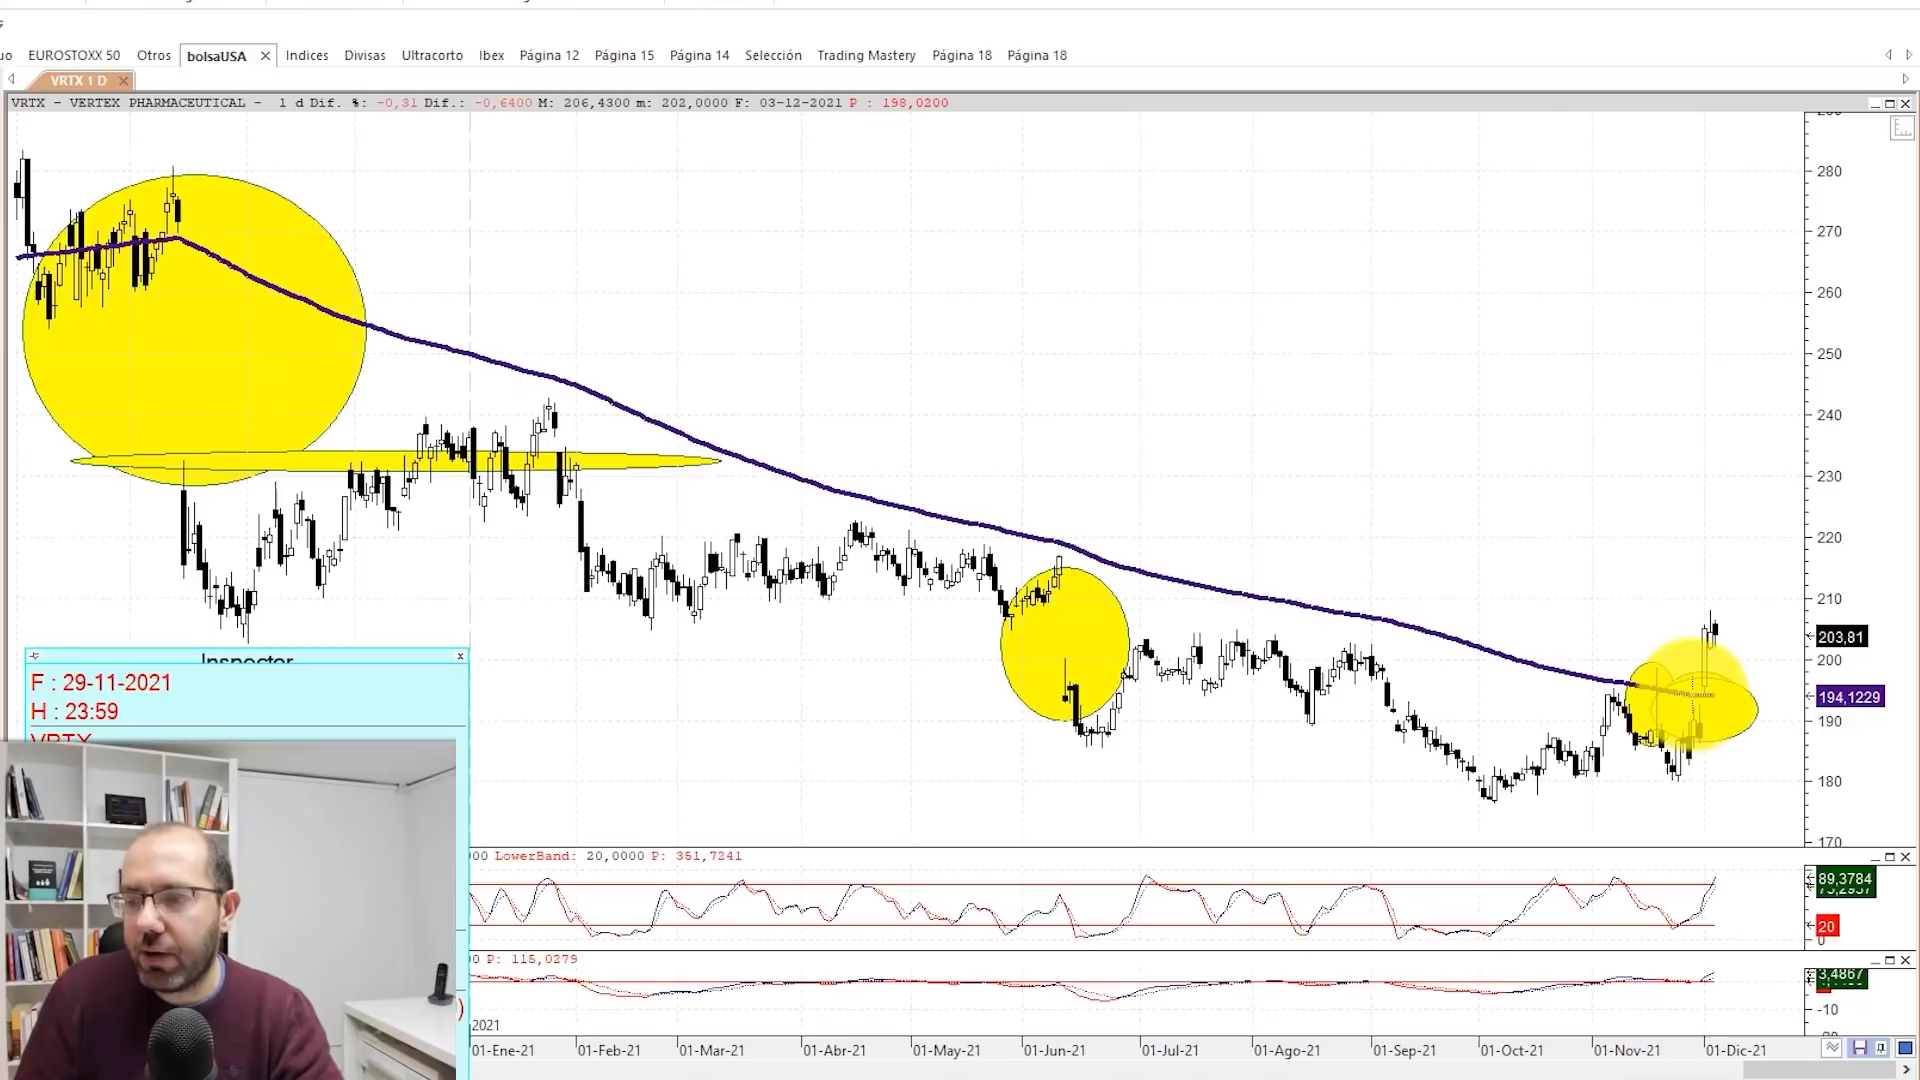 EUROSTOXX 50 Otros bolsaUSA Indices Divisas Ultracorto Ibex Página 12 Página 15 Página 14 Selección Trading Mastery Página 18 Página 18
VRTX 1 D
VRTX - VERTEX PHARMACEUTICAL - 1 d Dif. %: -0,31 Dif.: -0,6400 M: 206,4300 m: 202,0000 F: 03-12-2021 P : 198,0200
280
270
260
250
240
230
220
210
203,81
200
194,1229
190
180
170
Inspector
F : 29-11-2021
H : 23:59
VRTX
LowerBand: 20,0000 P: 351,7241
89,3784
20
0
P: 115,0279
3,4867
-10
2021
01-Ene-21 01-Feb-21 01-Mar-21 01-Abr-21 01-May-21 01-Jun-21 01-Jul-21 01-Ago-21 01-Sep-21 01-Oct-21 01-Nov-21 01-Dic-21